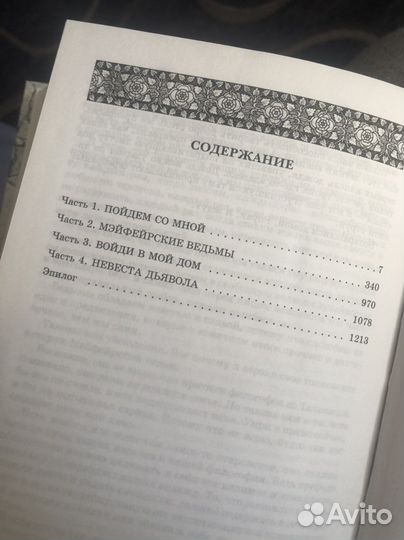 СОДЕРЖАНИЕ
Часть 1. ПОЙДЕМ СО МНОЙ . . . . . . . . . . . . . . . . . . . . . . . 7
Часть 2. МЭЙФЕЙРСКИЕ ВЕДЬМЫ . . . . . . . . . . . . . . . . . 340
Часть 3. ВОЙДИ В МОЙ ДОМ . . . . . . . . . . . . . . . . . . . . . 970
Часть 4. НЕВЕСТА ДЬЯВОЛА . . . . . . . . . . . . . . . . . . . . . 1078
Эпилог . . . . . . . . . . . . . . . . . . . . . . . . . . . . . . . . . . . 1213
Avito